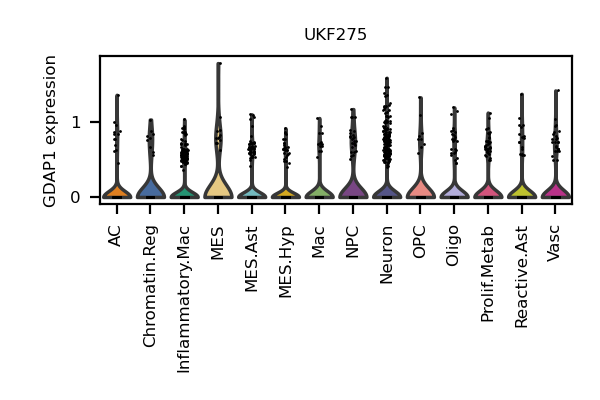 UKF275
GDAP1 expression
1
0
AC
Chromatin.Reg
Inflammatory.Mac
MES
MES.Ast
MES.Hyp
Mac
NPC
Neuron
OPC
Oligo
Prolif.Metab
Reactive.Ast
Vasc